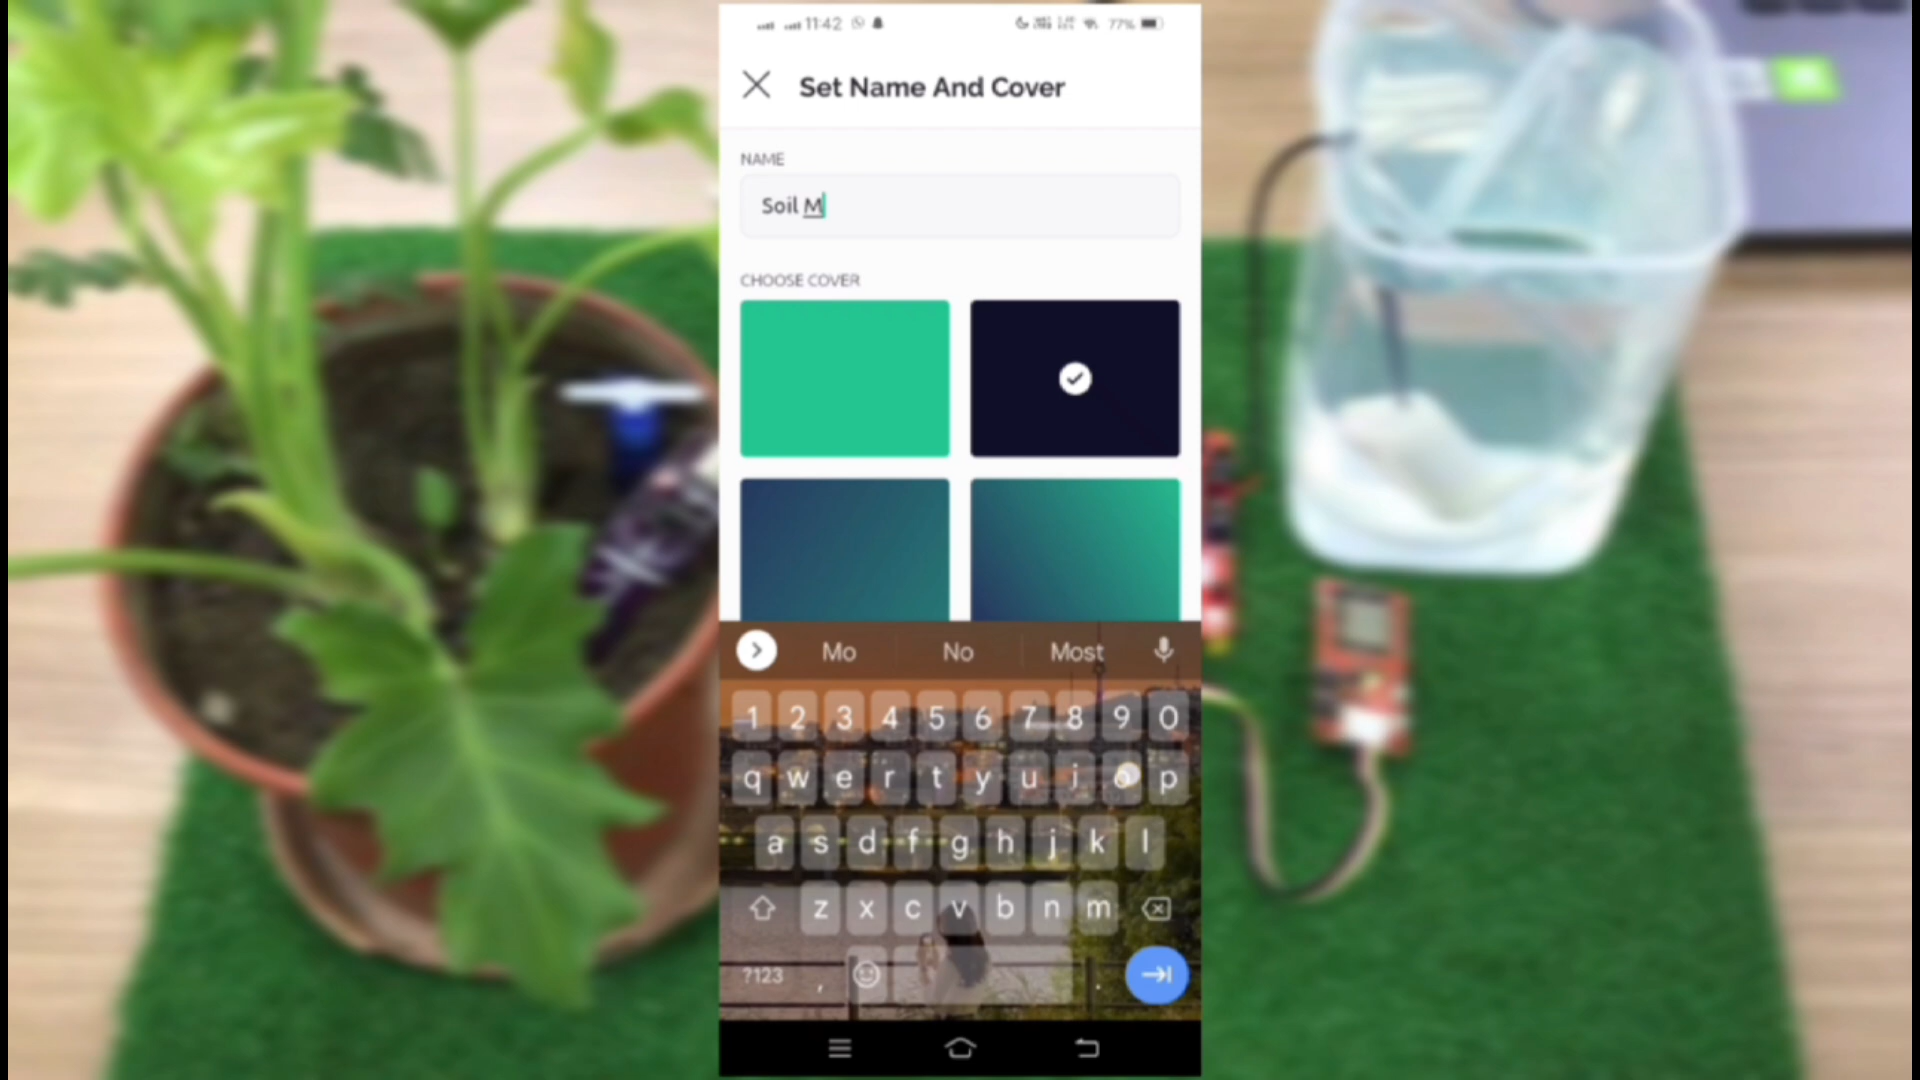 11:42 77%
Set Name And Cover
NAME
Soil M
CHOOSE COVER
Mo No Most
1 2 3 4 5 6 7 8 9 0
q w e r t y u i o p
a s d f g h j k l
z x c v b n m
?123 , .